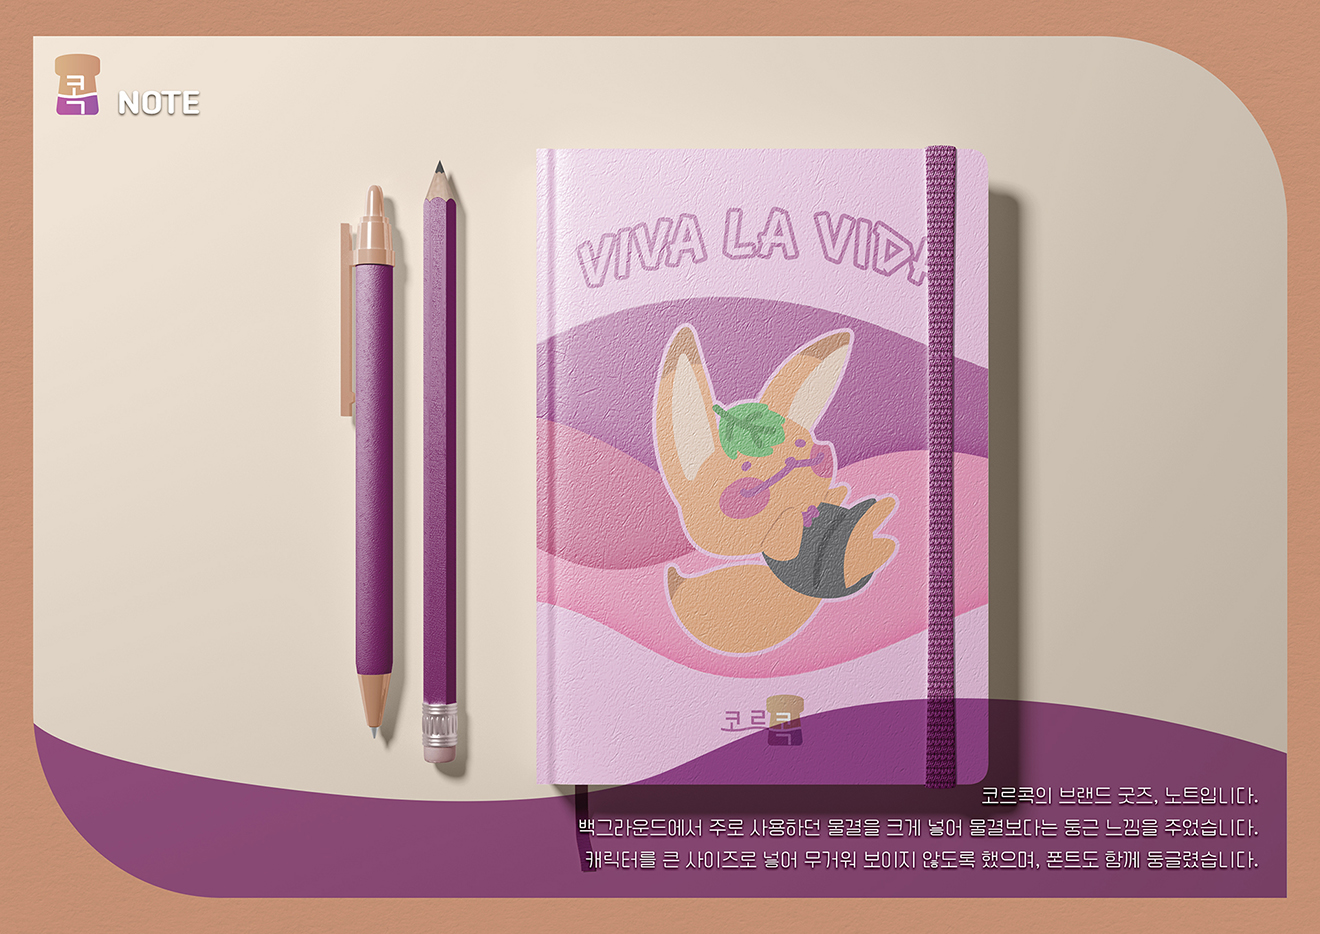 콕 NOTE
VIVA LA VIDA
코르콕
코르콕의 브랜드 굿즈, 노트입니다.
백그라운드에서 주로 사용하던 물결을 크게 넣어 물결보다는 둥근 느낌을 주었습니다.
캐릭터를 큰 사이즈로 넣어 무거워 보이지 않도록 했으며, 폰트도 함께 둥글렸습니다.